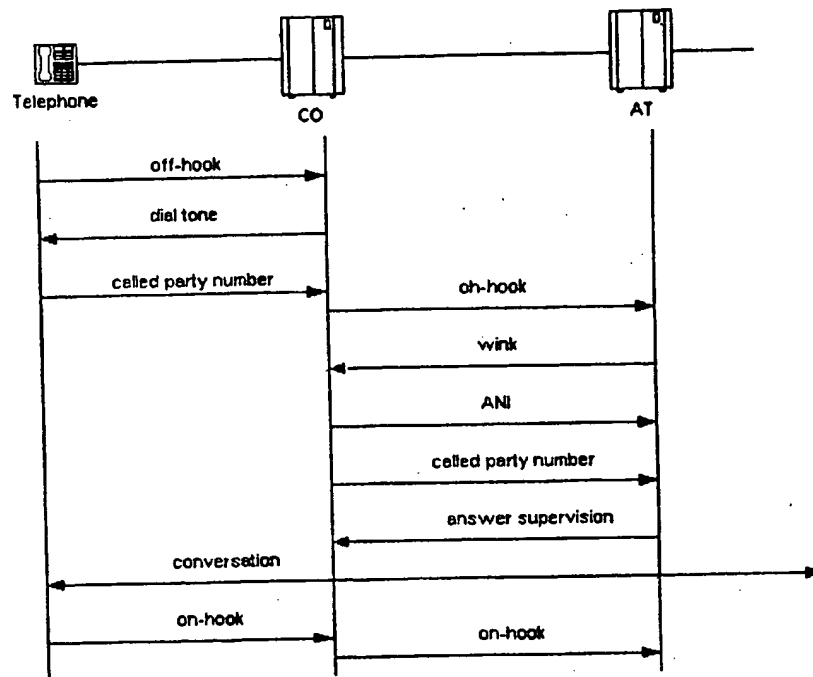 Telephone
CO
AT
off-hook
dial tone
called party number
oh-hook
wink
ANI
called party number
answer supervision
conversation
on-hook
on-hook